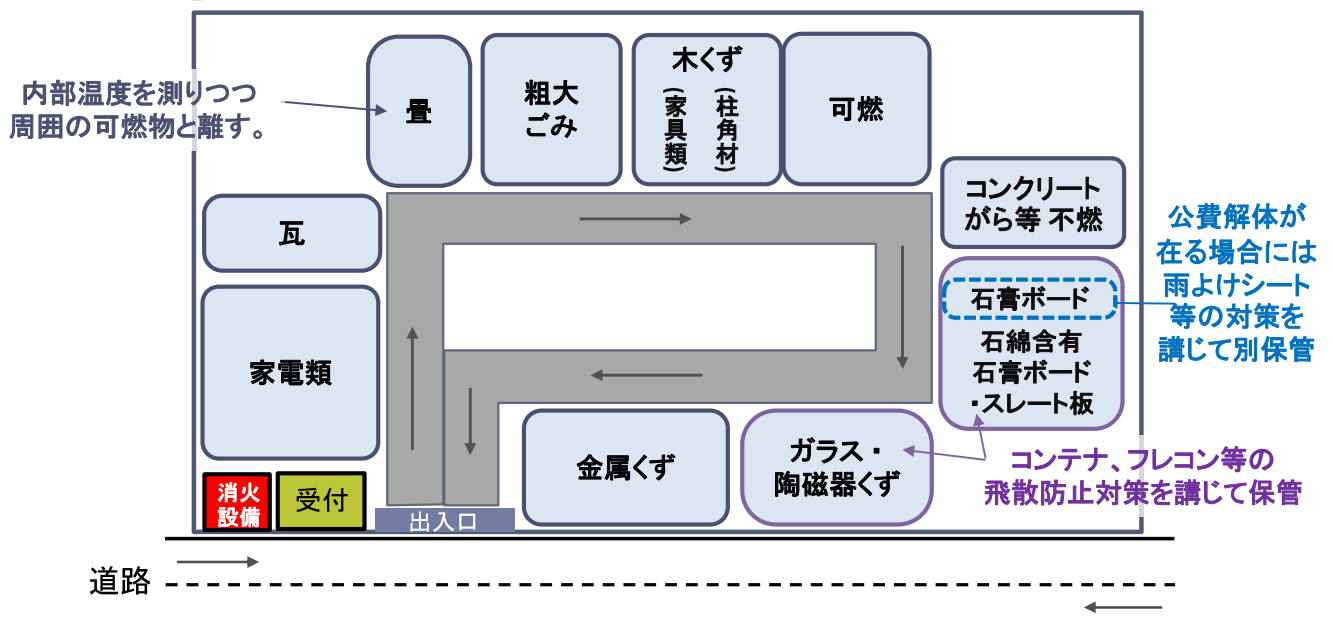 内部温度を測りつつ
周囲の可燃物と離す。
畳
粗大
ごみ
木くず
(家具類)
(柱角材)
可燃
瓦
コンクリート
がら等 不燃
公費解体が
在る場合には
雨よけシート
等の対策を
講じて別保管
石膏ボード
石綿含有
石膏ボード
・スレート板
家電類
金属くず
ガラス・
陶磁器くず
コンテナ、フレコン等の
飛散防止対策を講じて保管
消火
設備
受付
出入口
道路